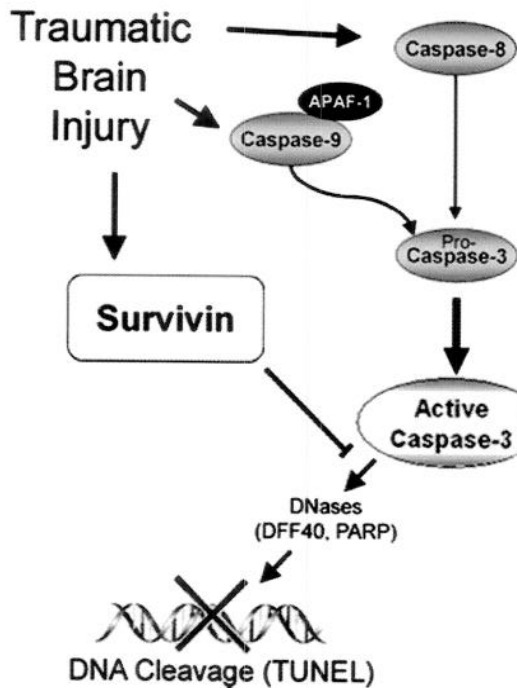 Traumatic
Brain
Injury
Caspase-8
APAF-1
Caspase-9
Pro-
Caspase-3
Survivin
Active
Caspase-3
DNases
(DFF40, PARP)
DNA Cleavage (TUNEL)